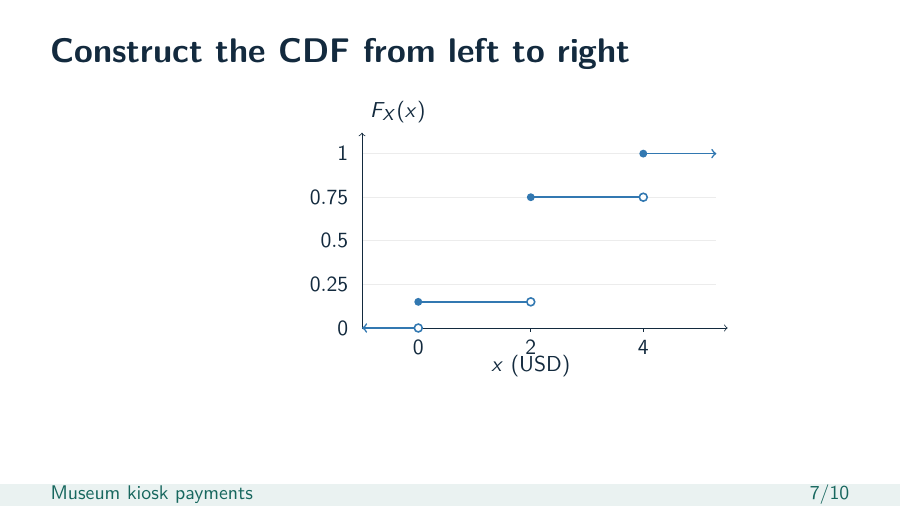 Construct the CDF from left to right
F_X(x)
1
0.75
0.5
0.25
0
0 2 4
x (USD)
Museum kiosk payments 7/10